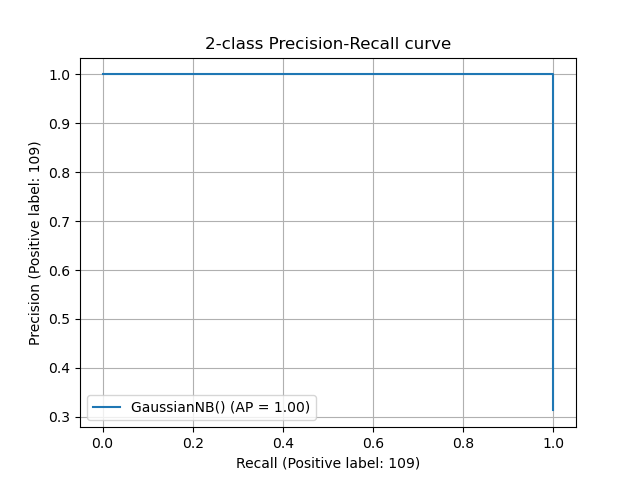 2-class Precision-Recall curve
Precision (Positive label: 109)
1.0
0.9
0.8
0.7
0.6
0.5
0.4
0.3
GaussianNB() (AP = 1.00)
0.0 0.2 0.4 0.6 0.8 1.0
Recall (Positive label: 109)